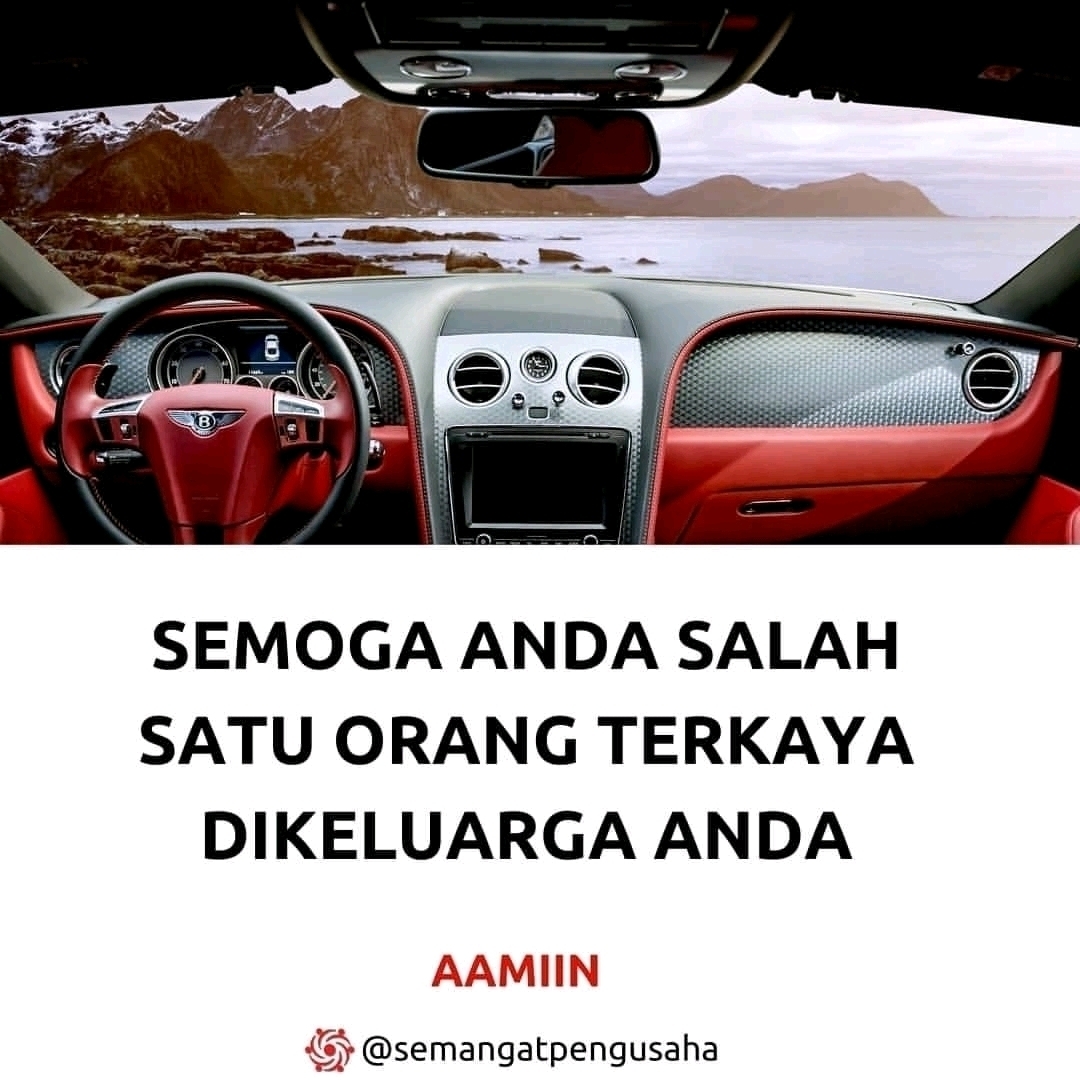 B
SEMOGA ANDA SALAH
SATU ORANG TERKAYA
DIKELUARGA ANDA
AAMIIN
@semangatpengusaha